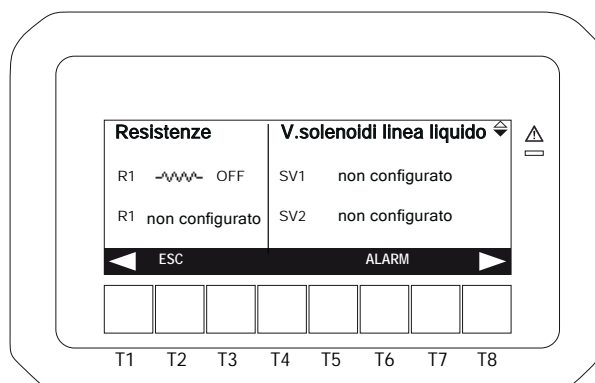 Resistenze V.solenoidi linea liquido
R1 OFF SV1 non configurato
R1 non configurato SV2 non configurato
ESC ALARM
T1 T2 T3 T4 T5 T6 T7 T8